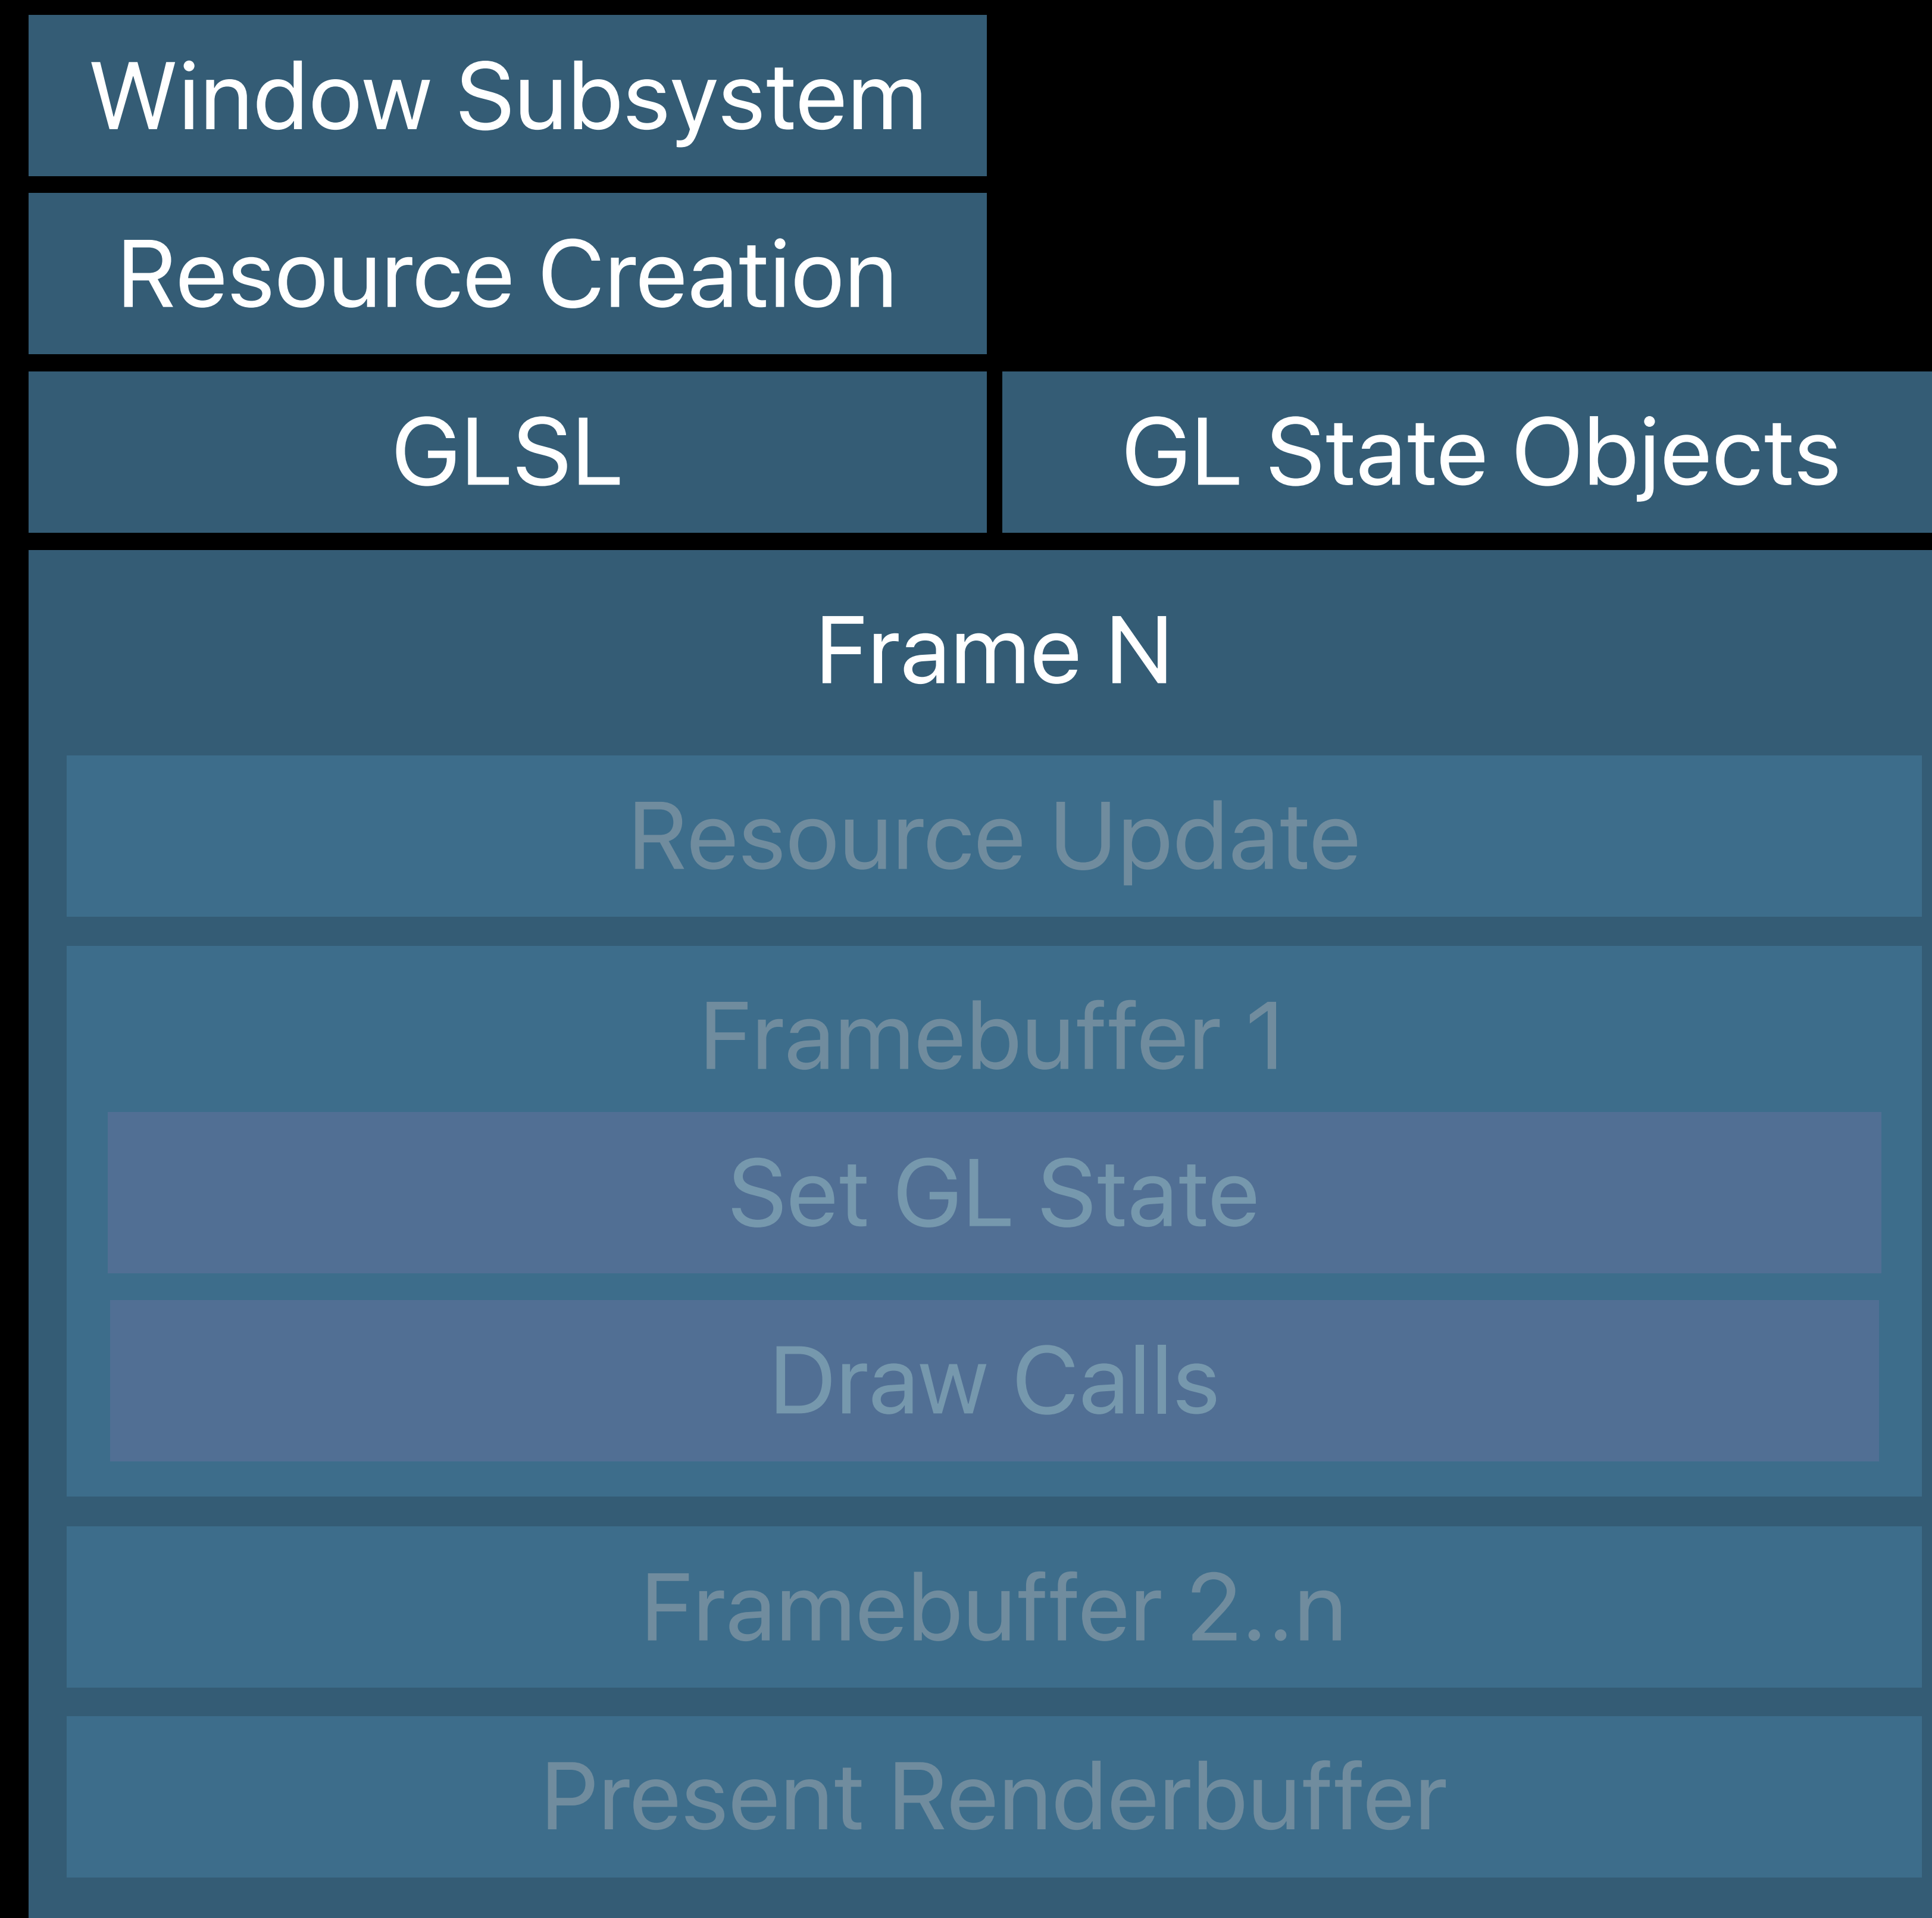 Window Subsystem
Resource Creation
GLSL
GL State Objects
Frame N
Resource Update
Framebuffer 1
Set GL State
Draw Calls
Framebuffer 2..n
Present Renderbuffer